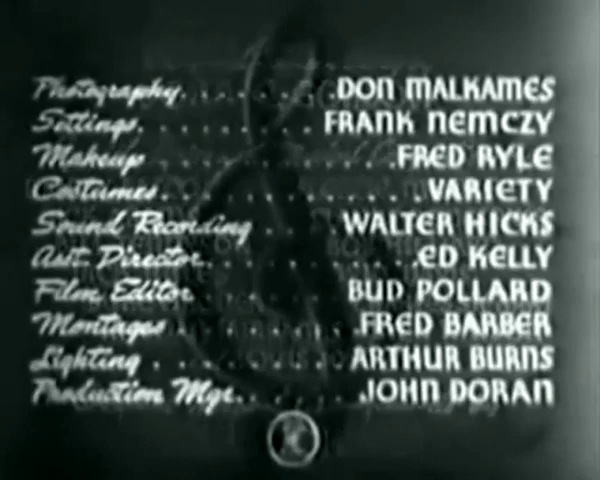 Photography. . . . . . . .DON MALKAMES
Settings. . . . . . . . . FRANK NEMCZY
Makeup . . . . . . . . . .FRED RYLE
Costumes. . . . . . . . . . . . .VARIETY
Sound Recording . . . . WALTER HICKS
Asst. Director. . . . . . . . . .ED KELLY
Film Editor . . . . . . . BUD POLLARD
Montages . . . . . . . . .FRED BARBER
Lighting . . . . . . . . . ARTHUR BURNS
Production Mgr. . . . . . .JOHN DORAN